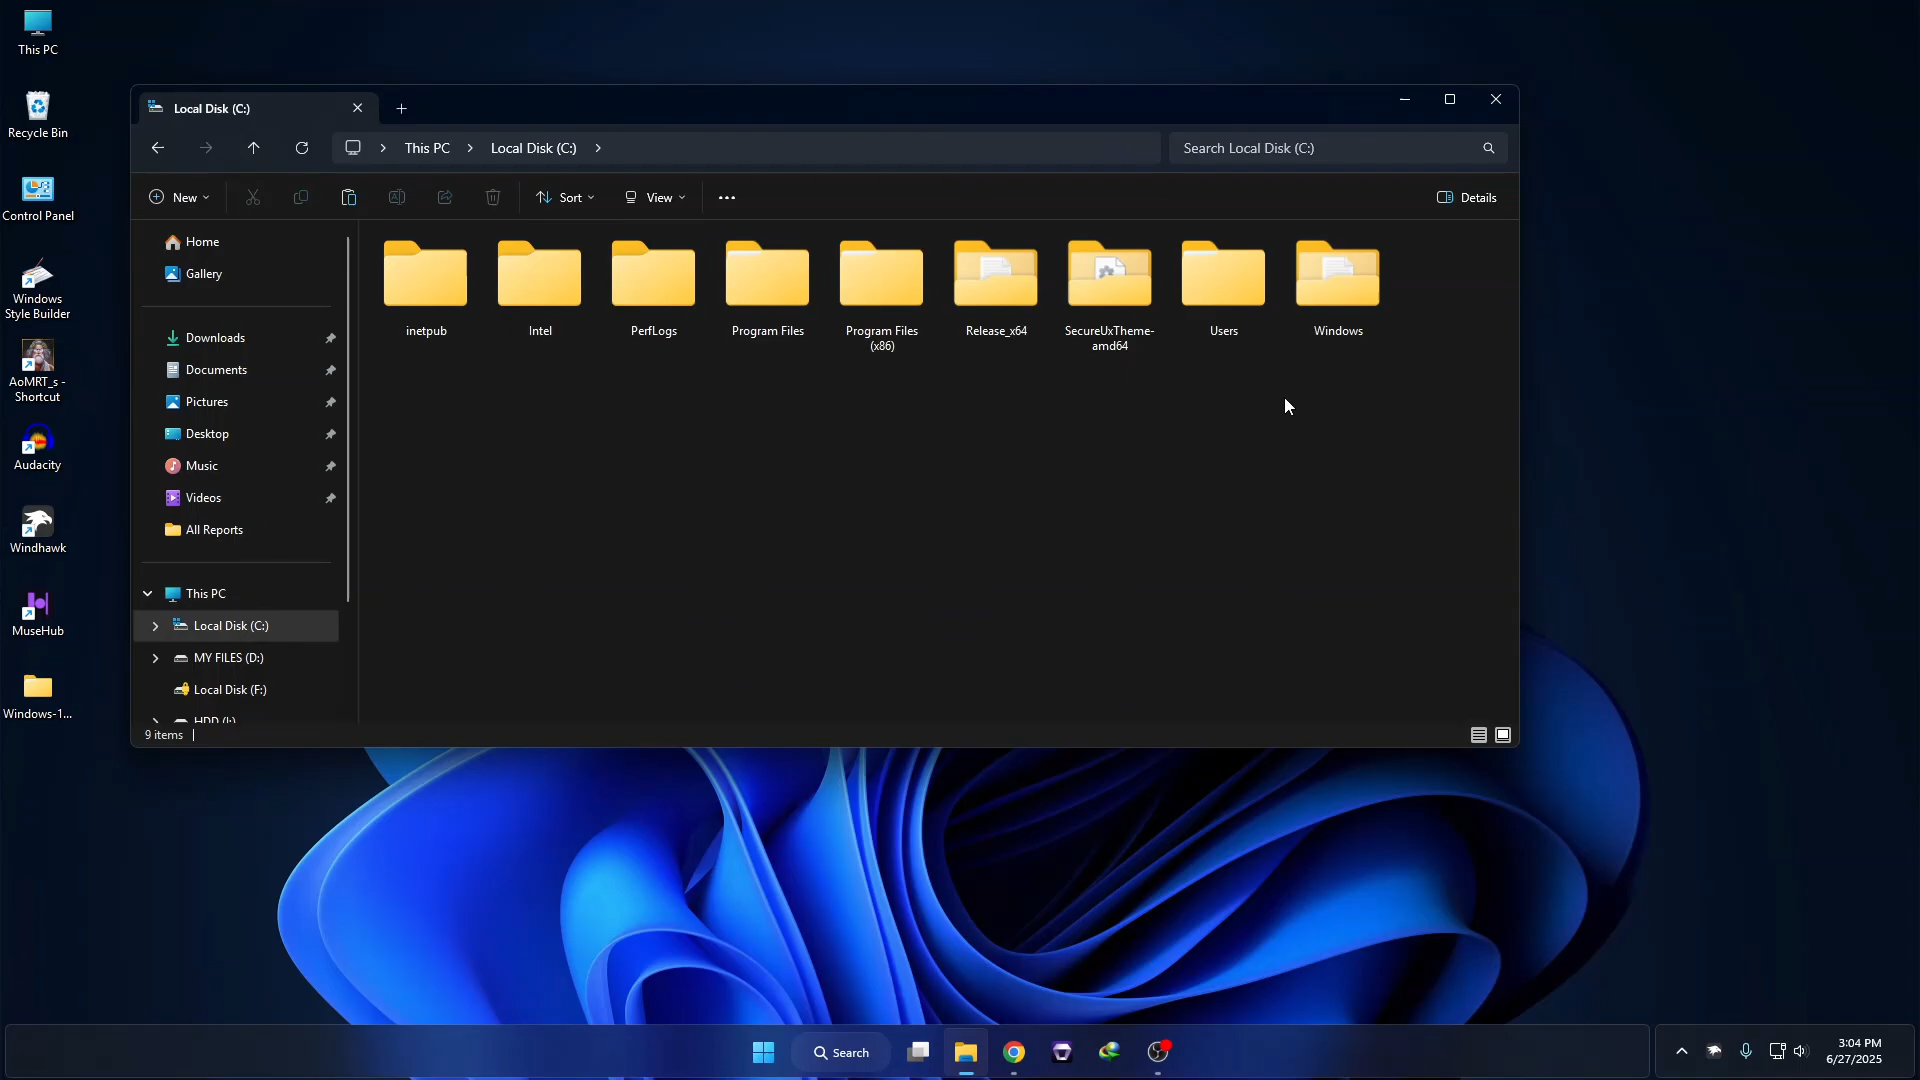 This PC
Recycle Bin
Control Panel
Windows
Style Builder
AoMRT_s -
Shortcut
Audacity
Windhawk
MuseHub
Windows-1...
Local Disk (C:)
This PC
Local Disk (C:)
Search Local Disk (C:)
New
Sort
View
Details
Home
Gallery
Downloads
Documents
Pictures
Desktop
Music
Videos
All Reports
This PC
Local Disk (C:)
MY FILES (D:)
Local Disk (F:)
HDD (I:)
inetpub
Intel
PerfLogs
Program Files
Program Files
(x86)
Release_x64
SecureUxTheme-
amd64
Users
Windows
9 items
Search
3:04 PM
6/27/2025